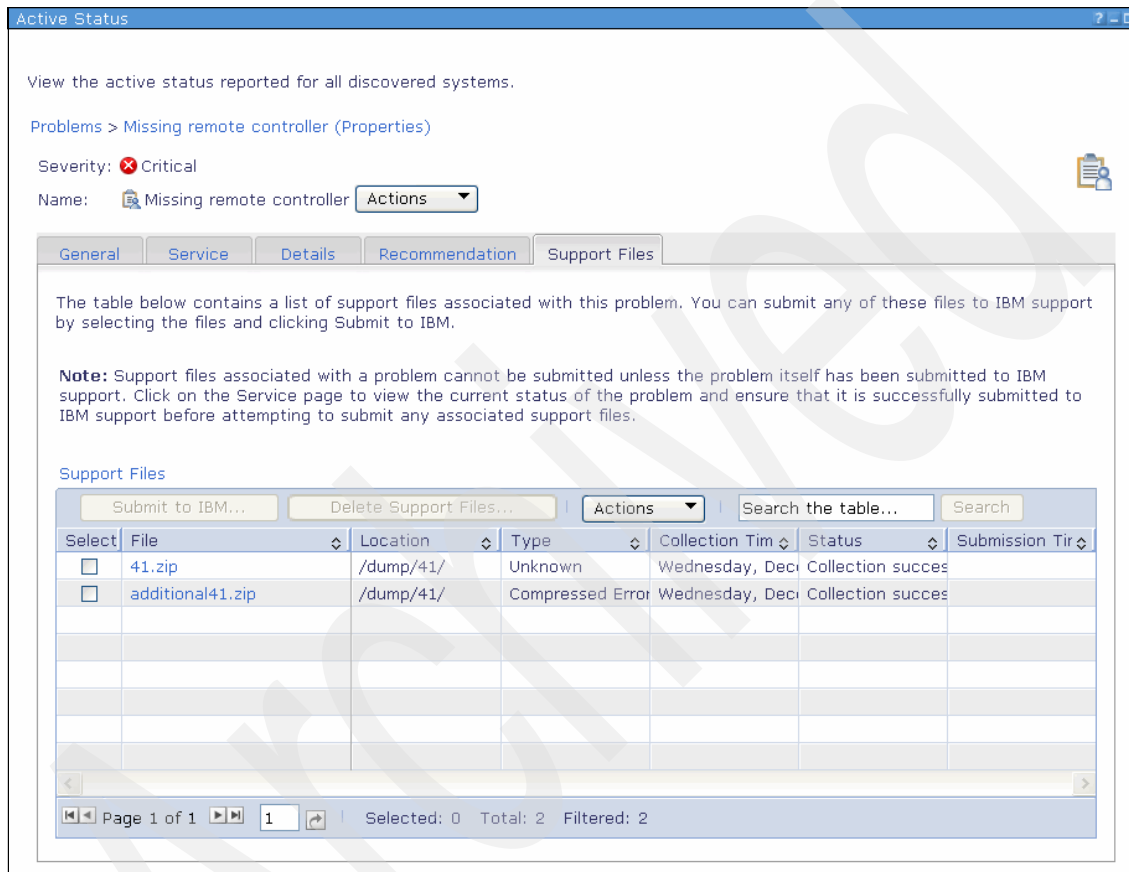 Active Status
View the active status reported for all discovered systems.
Problems > Missing remote controller (Properties)
Severity: Critical
Name: Missing remote controller Actions
General Service Details Recommendation Support Files
The table below contains a list of support files associated with this problem. You can submit any of these files to IBM support
by selecting the files and clicking Submit to IBM.
Note: Support files associated with a problem cannot be submitted unless the problem itself has been submitted to IBM
support. Click on the Service page to view the current status of the problem and ensure that it is successfully submitted to
IBM support before attempting to submit any associated support files.
Support Files
Submit to IBM... Delete Support Files... Actions Search the table... Search
Select File Location Type Collection Tim Status Submission Tir
41.zip /dump/41/ Unknown Wednesday, Dec Collection succes
additional41.zip /dump/41/ Compressed Error Wednesday, Dec Collection succes
Page 1 of 1 1 Selected: 0 Total: 2 Filtered: 2
Archived